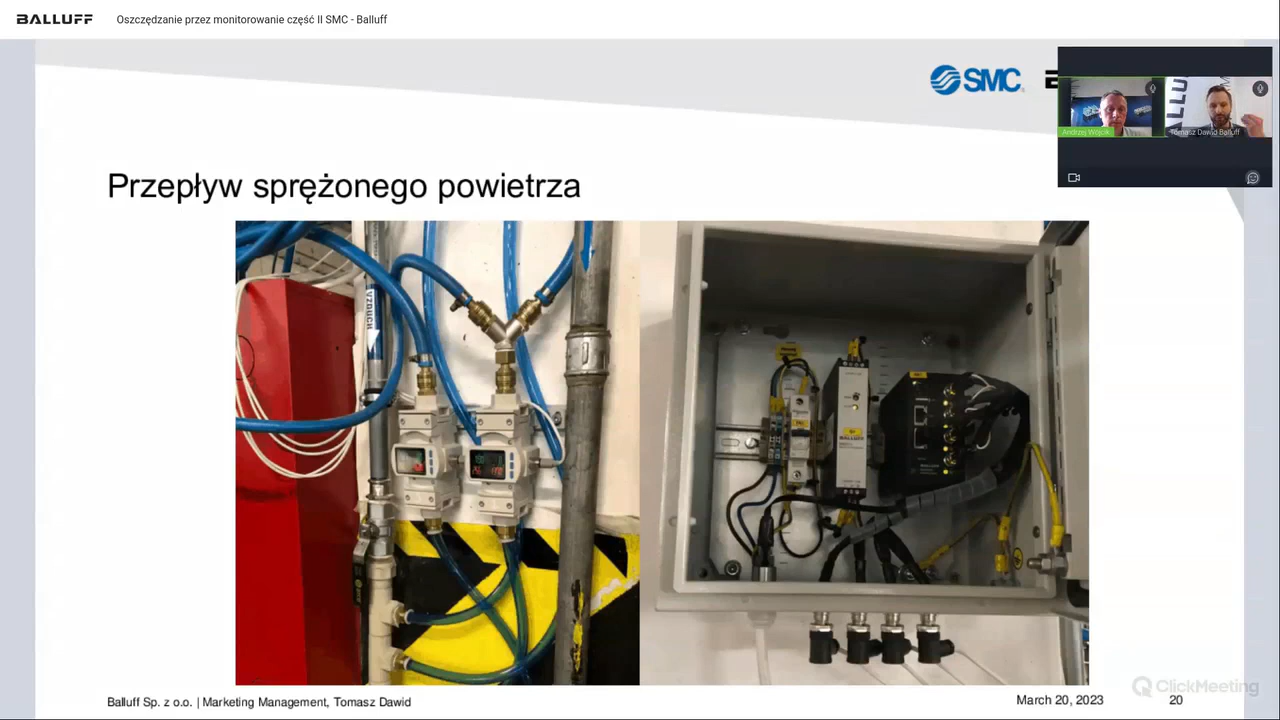 BALLUFF
Oszczędzanie przez monitorowanie część II SMC - Balluff
SMC
Andrzej Wójcik
Tomasz Dawid Balluff
Przepływ sprężonego powietrza
VZDUCH
BALLUFF
Balluff Sp. z o.o. | Marketing Management, Tomasz Dawid
March 20, 2023
20
ClickMeeting